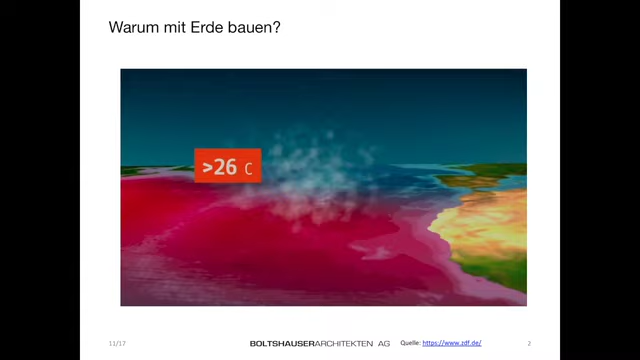 Warum mit Erde bauen?
>26 C
11/17
BOLTSHAUSERARCHITEKTEN AG
Quelle: https://www.zdf.de/
2